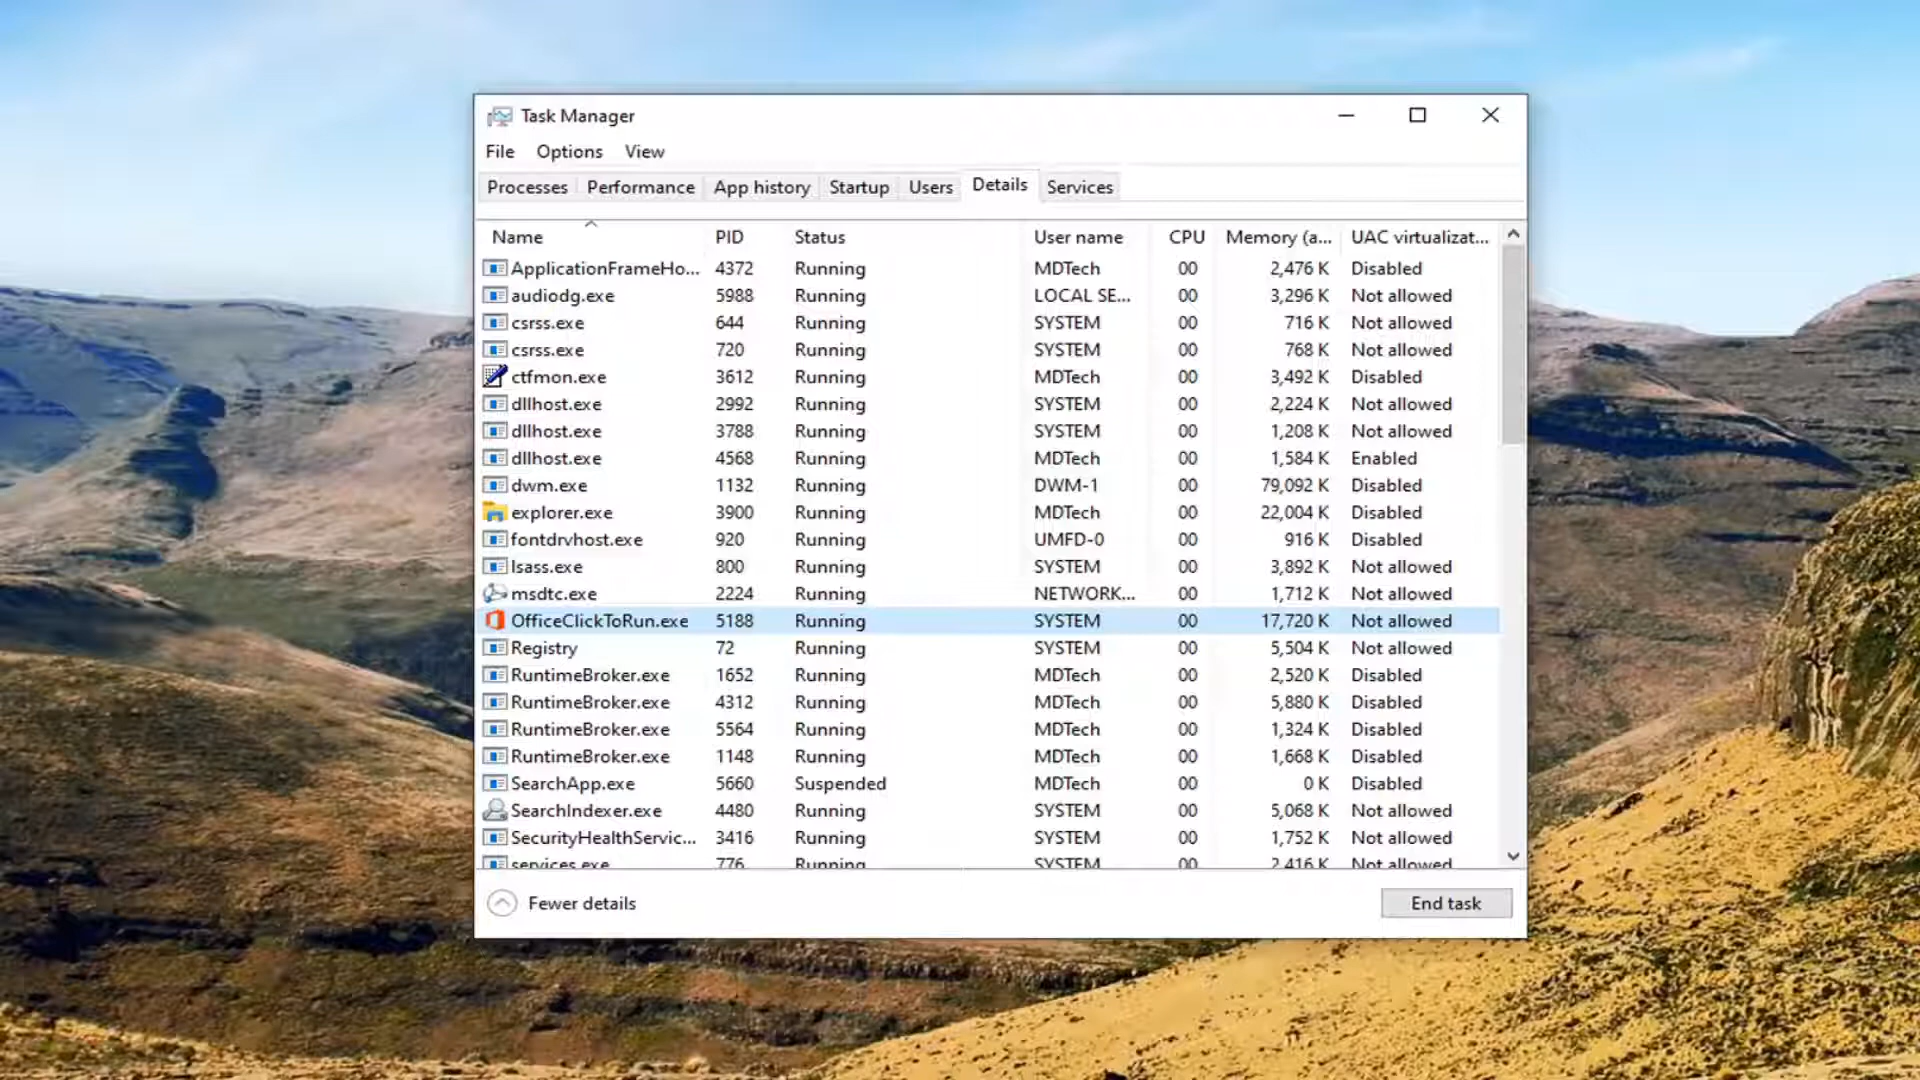 Task Manager
File Options View
Processes Performance App history Startup Users Details Services
Name PID Status User name CPU Memory (a... UAC virtualizat...
ApplicationFrameHo... 4372 Running MDTech 00 2,476 K Disabled
audiodg.exe 5988 Running LOCAL SE... 00 3,296 K Not allowed
csrss.exe 644 Running SYSTEM 00 716 K Not allowed
csrss.exe 720 Running SYSTEM 00 768 K Not allowed
ctfmon.exe 3612 Running MDTech 00 3,492 K Disabled
dllhost.exe 2992 Running SYSTEM 00 2,224 K Not allowed
dllhost.exe 3788 Running SYSTEM 00 1,208 K Not allowed
dllhost.exe 4568 Running MDTech 00 1,584 K Enabled
dwm.exe 1132 Running DWM-1 00 79,092 K Disabled
explorer.exe 3900 Running MDTech 00 22,004 K Disabled
fontdrvhost.exe 920 Running UMFD-0 00 916 K Disabled
lsass.exe 800 Running SYSTEM 00 3,892 K Not allowed
msdtc.exe 2224 Running NETWORK... 00 1,712 K Not allowed
OfficeClickToRun.exe 5188 Running SYSTEM 00 17,720 K Not allowed
Registry 72 Running SYSTEM 00 5,504 K Not allowed
RuntimeBroker.exe 1652 Running MDTech 00 2,520 K Disabled
RuntimeBroker.exe 4312 Running MDTech 00 5,880 K Disabled
RuntimeBroker.exe 5564 Running MDTech 00 1,324 K Disabled
RuntimeBroker.exe 1148 Running MDTech 00 1,668 K Disabled
SearchApp.exe 5660 Suspended MDTech 00 0 K Disabled
SearchIndexer.exe 4480 Running SYSTEM 00 5,068 K Not allowed
SecurityHealthServic... 3416 Running SYSTEM 00 1,752 K Not allowed
services.exe 776 Running SYSTEM 00 2,416 K Not allowed
Fewer details End task